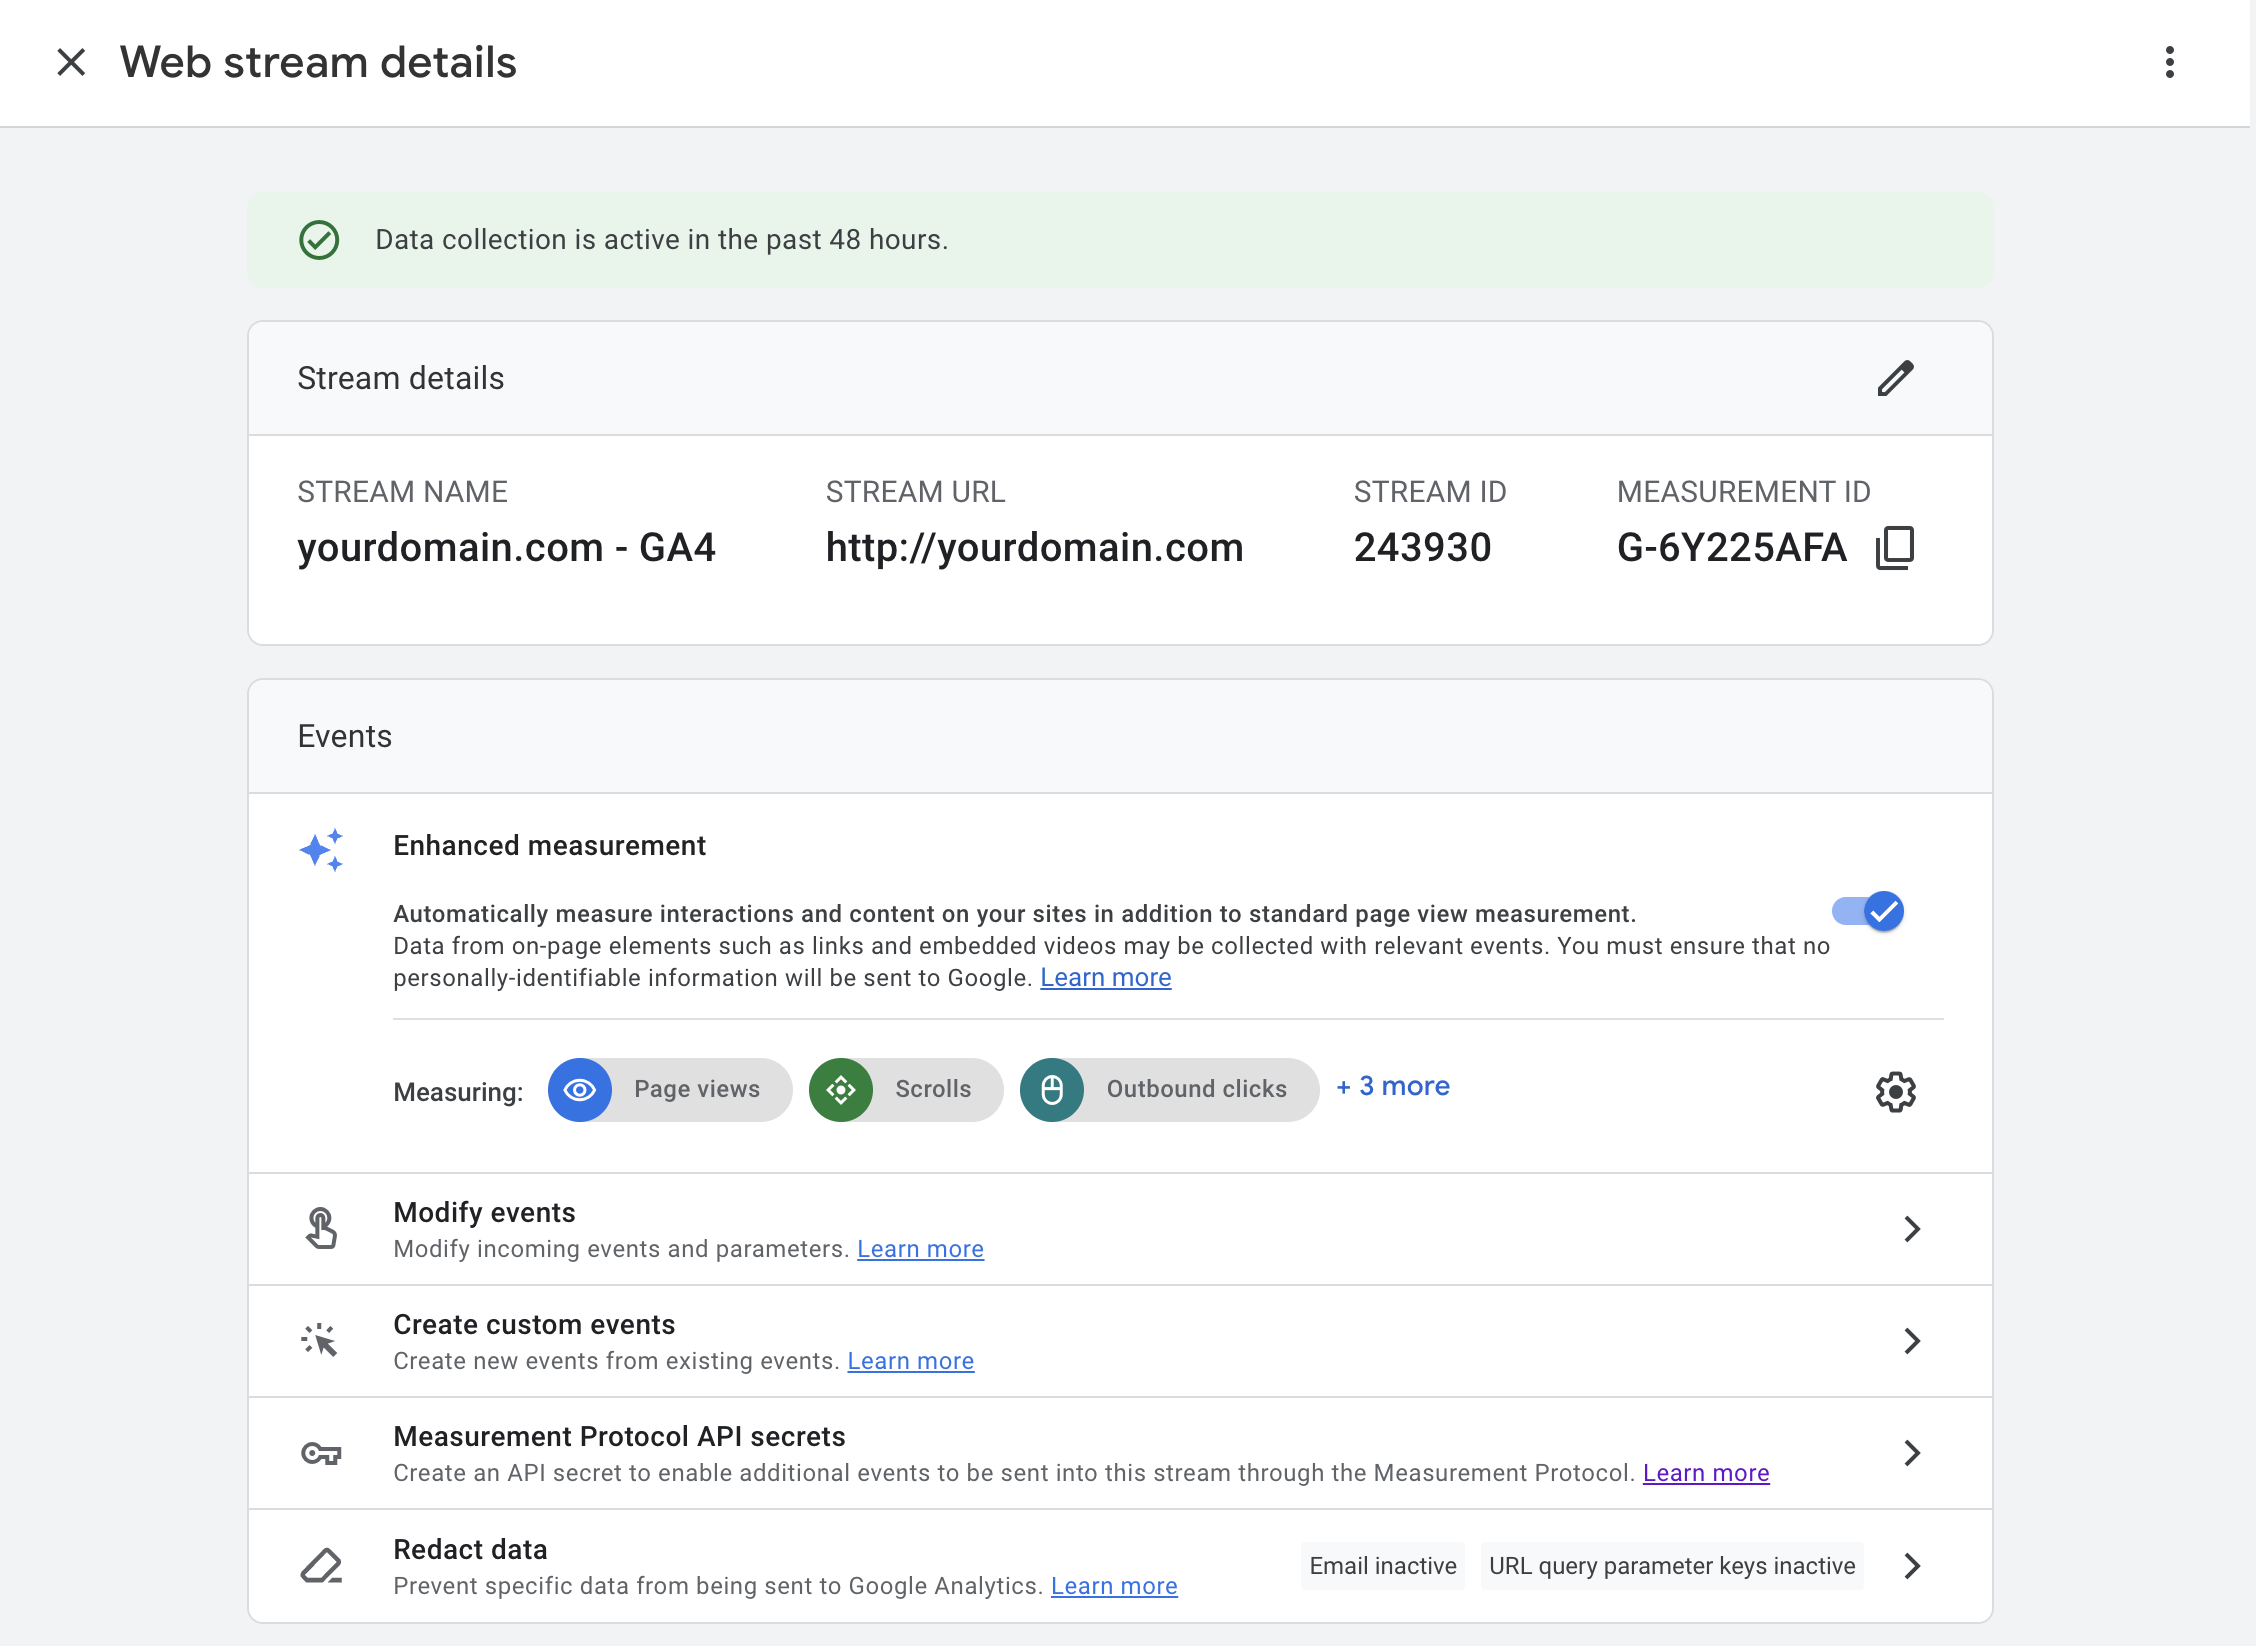 Web stream details
Data collection is active in the past 48 hours.
Stream details
STREAM NAME
yourdomain.com - GA4
STREAM URL
http://yourdomain.com
STREAM ID
243930
MEASUREMENT ID
G-6Y225AFA
Events
Enhanced measurement
Automatically measure interactions and content on your sites in addition to standard page view measurement.
Data from on-page elements such as links and embedded videos may be collected with relevant events. You must ensure that no
personally-identifiable information will be sent to Google. Learn more
Measuring: Page views Scrolls Outbound clicks + 3 more
Modify events
Modify incoming events and parameters. Learn more
Create custom events
Create new events from existing events. Learn more
Measurement Protocol API secrets
Create an API secret to enable additional events to be sent into this stream through the Measurement Protocol. Learn more
Redact data
Prevent specific data from being sent to Google Analytics. Learn more
Email inactive URL query parameter keys inactive